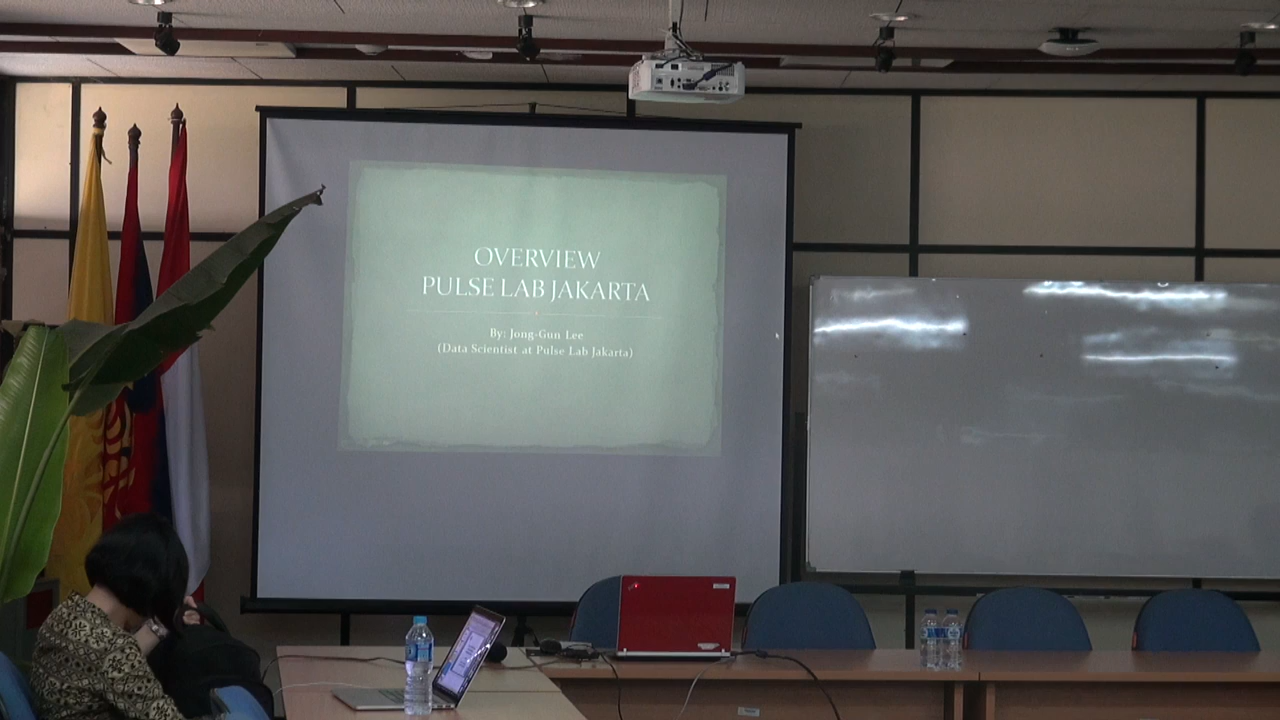 OVERVIEW
PULSE LAB JAKARTA
By: Jong-Gun Lee
(Data Scientist at Pulse Lab Jakarta)